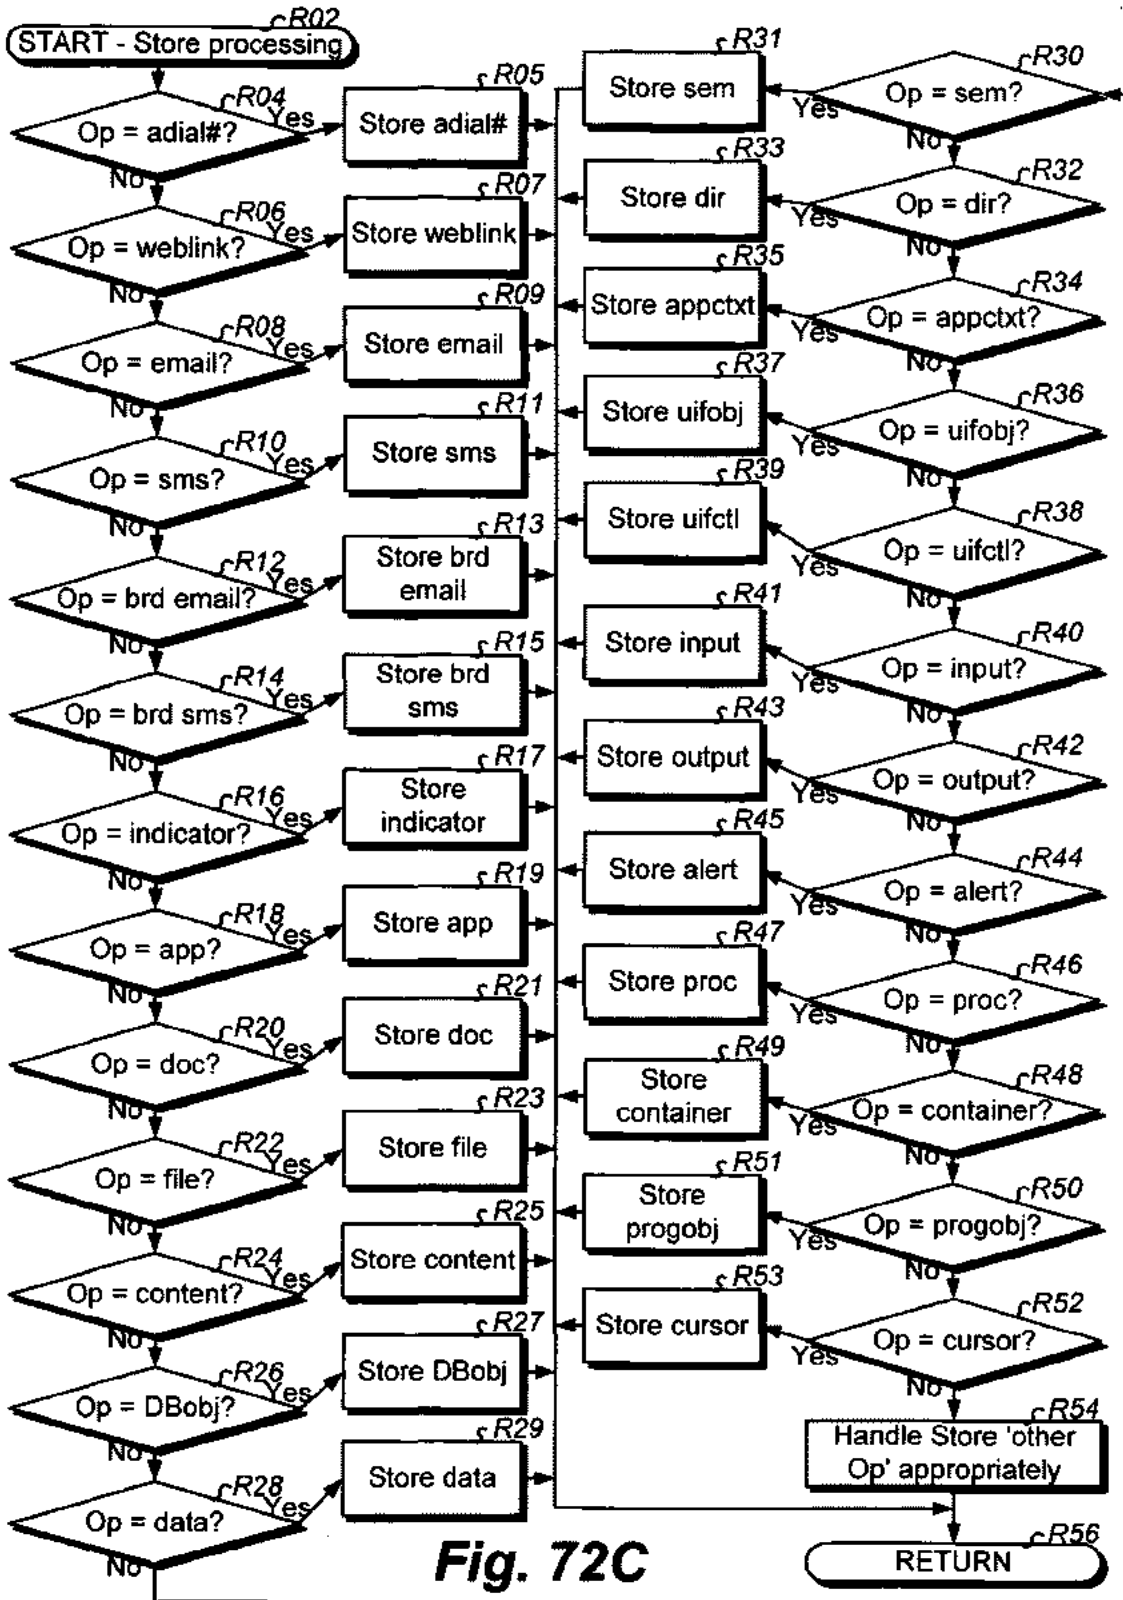 R02
START - Store processing
R04
Op = adial#?
Yes
No
R05
Store adial#
R06
Op = weblink?
Yes
No
R07
Store weblink
R08
Op = email?
Yes
No
R09
Store email
R10
Op = sms?
Yes
No
R11
Store sms
R12
Op = brd email?
Yes
No
R13
Store brd
email
R14
Op = brd sms?
Yes
No
R15
Store brd
sms
R16
Op = indicator?
Yes
No
R17
Store
indicator
R18
Op = app?
Yes
No
R19
Store app
R20
Op = doc?
Yes
No
R21
Store doc
R22
Op = file?
Yes
No
R23
Store file
R24
Op = content?
Yes
No
R25
Store content
R26
Op = DBobj?
Yes
No
R27
Store DBobj
R28
Op = data?
Yes
No
R29
Store data
R30
Op = sem?
Yes
No
R31
Store sem
R32
Op = dir?
Yes
No
R33
Store dir
R34
Op = appctxt?
Yes
No
R35
Store appctxt
R36
Op = uifobj?
Yes
No
R37
Store uifobj
R38
Op = uifctl?
Yes
No
R39
Store uifctl
R40
Op = input?
Yes
No
R41
Store input
R42
Op = output?
Yes
No
R43
Store output
R44
Op = alert?
Yes
No
R45
Store alert
R46
Op = proc?
Yes
No
R47
Store proc
R48
Op = container?
Yes
No
R49
Store
container
R50
Op = progobj?
Yes
No
R51
Store
progobj
R52
Op = cursor?
Yes
No
R53
Store cursor
R54
Handle Store 'other
Op' appropriately
R56
RETURN
Fig. 72C